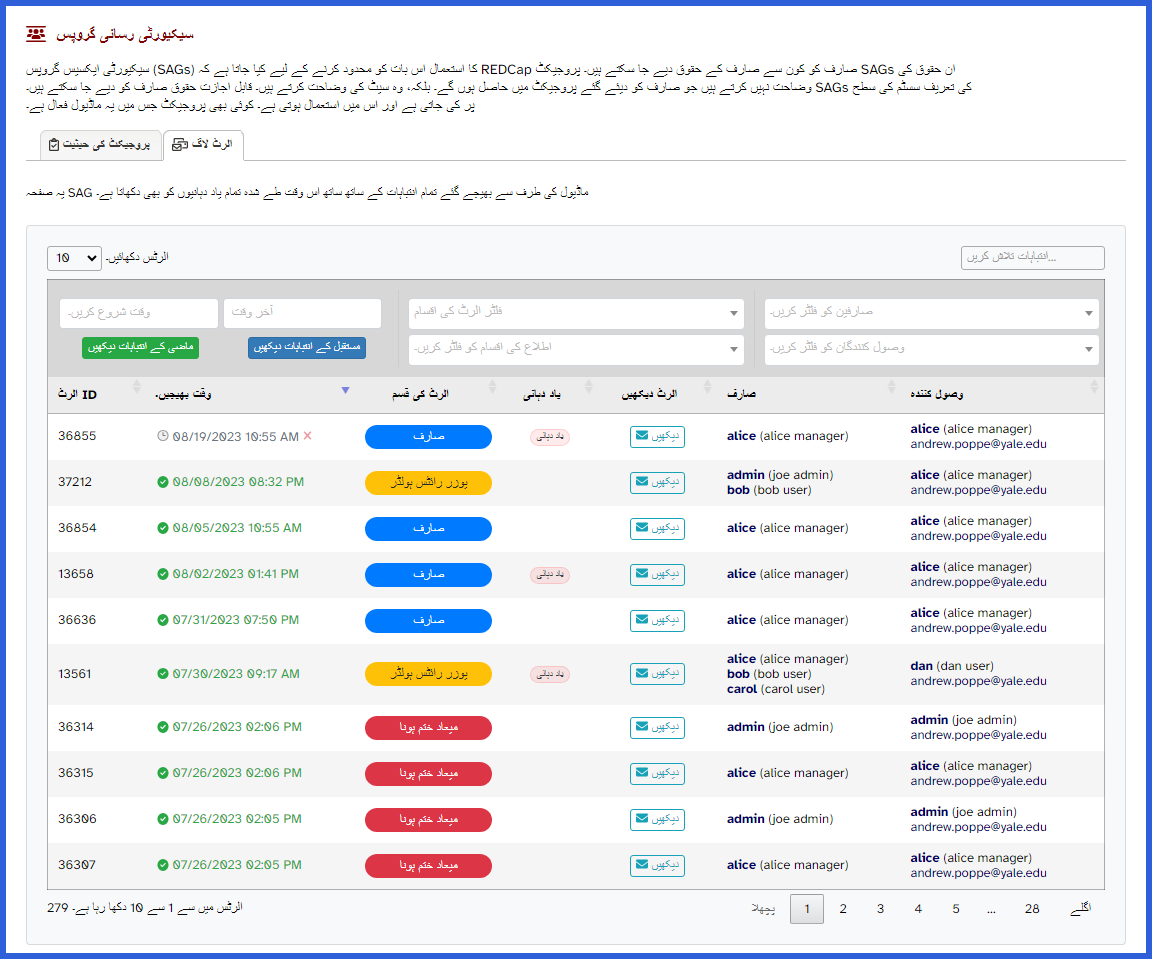 سیکیورٹی رسائی گروپس
ان حقوق کی SAGs صارف کو کون سے صارف کے حقوق دیے جا سکتے ہیں۔ پروجیکٹ REDCap کا استعمال اس بات کو محدود کرنے کے لیے کیا جاتا ہے کہ (SAGs) سیکیورٹی ایکسیس گروپس
کی تعریف سسٹم کی سطح SAGs وضاحت نہیں کرتے ہیں جو صارف کو دیئے گئے پروجیکٹ میں حاصل ہوں گے۔ بلکہ، وہ سیٹ کی وضاحت کرتے ہیں۔ قابل اجازت حقوق صارف کو دیے جا سکتے ہیں۔
پر کی جاتی ہے اور اس میں استعمال ہوتی ہے۔ کوئی بھی پروجیکٹ جس میں یہ ماڈیول فعال ہے۔
پروجیکٹ کی حیثیت
الرٹ لاگ
ماڈیول کی طرف سے بھیجے گئے تمام انتباہات کے ساتھ ساتھ اس وقت طے شدہ تمام یاد دہانیوں کو بھی دکھاتا ہے۔ SAG یہ صفحہ
10 الرٹس دکھائیں۔
انتباہات تلاش کریں...
وقت شروع کریں۔ آخر وقت فلٹر الرٹ کی اقسام صارفین کو فلٹر کریں۔
ماضی کے انتباہات دیکھیں مستقبل کے انتباہات دیکھیں اطلاع کی اقسام کو فلٹر کریں۔ وصول کنندگان کو فلٹر کریں۔
الرٹ ID وقت بھیجیں۔ الرٹ کی قسم یاد دہانی الرٹ دیکھیں صارف وصول کنندہ
36855 08/19/2023 10:55 AM صارف یاد دہانی دیکھیں alice (alice manager) alice (alice manager)
andrew.poppe@yale.edu
37212 08/08/2023 08:32 PM یوزر رائٹس ہولڈر دیکھیں admin (joe admin) alice (alice manager)
bob (bob user) andrew.poppe@yale.edu
36854 08/05/2023 10:55 AM صارف دیکھیں alice (alice manager) alice (alice manager)
andrew.poppe@yale.edu
13658 08/02/2023 01:41 PM صارف یاد دہانی دیکھیں alice (alice manager) alice (alice manager)
andrew.poppe@yale.edu
36636 07/31/2023 07:50 PM صارف دیکھیں alice (alice manager) alice (alice manager)
andrew.poppe@yale.edu
13561 07/30/2023 09:17 AM یوزر رائٹس ہولڈر یاد دہانی دیکھیں alice (alice manager) dan (dan user)
bob (bob user) andrew.poppe@yale.edu
carol (carol user)
36314 07/26/2023 02:06 PM میعاد ختم ہونا دیکھیں admin (joe admin) admin (joe admin)
andrew.poppe@yale.edu
36315 07/26/2023 02:06 PM میعاد ختم ہونا دیکھیں alice (alice manager) alice (alice manager)
andrew.poppe@yale.edu
36306 07/26/2023 02:05 PM میعاد ختم ہونا دیکھیں admin (joe admin) admin (joe admin)
andrew.poppe@yale.edu
36307 07/26/2023 02:05 PM میعاد ختم ہونا دیکھیں alice (alice manager) alice (alice manager)
andrew.poppe@yale.edu
279 الرٹس میں سے 1 سے 10 دکھا رہا ہے۔
پچھلا 1 2 3 4 5 ... 28 اگلے